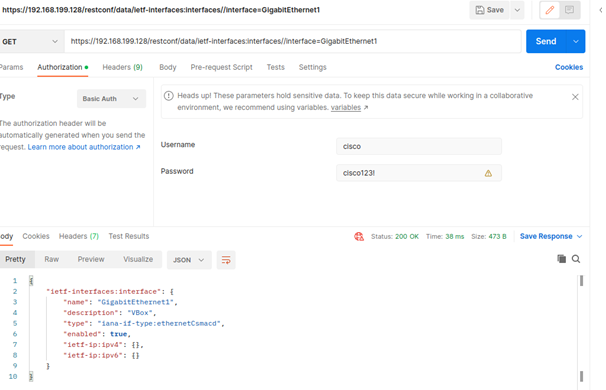 https://192.168.199.128/restconf/data/ietf-interfaces:interfaces//interface=GigabitEthernet1
Save
GET https://192.168.199.128/restconf/data/ietf-interfaces:interfaces//interface=GigabitEthernet1 Send
Params Authorization Headers (9) Body Pre-request Script Tests Settings Cookies
Type Basic Auth
The authorization header will be
automatically generated when you send the
request. Learn more about authorization ↗
Heads up! These parameters hold sensitive data. To keep this data secure while working in a collaborative
environment, we recommend using variables. variables ↗
Username cisco
Password cisco123!
ody Cookies Headers (7) Test Results Status: 200 OK Time: 38 ms Size: 473 B Save Response
Pretty Raw Preview Visualize JSON
1 {
2 "ietf-interfaces:interface": {
3 "name": "GigabitEthernet1",
4 "description": "VBox",
5 "type": "iana-if-type:ethernetCsmacd",
6 "enabled": true,
7 "ietf-ip:ipv4": {},
8 "ietf-ip:ipv6": {}
9 }
10 }